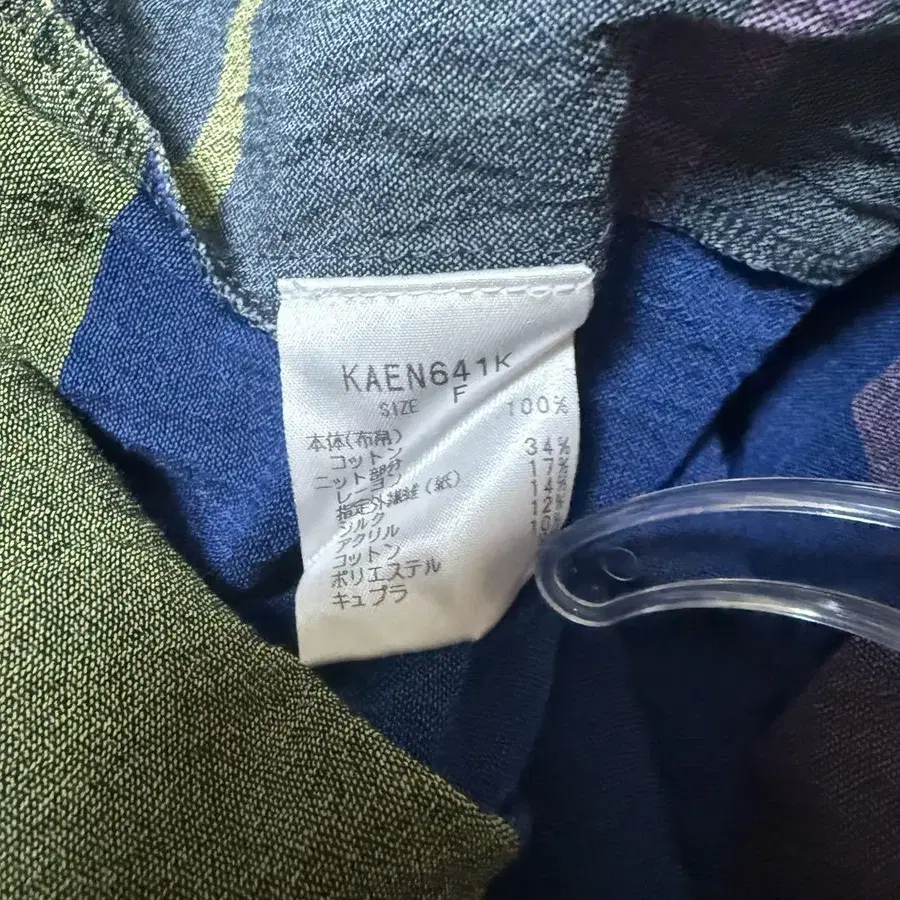 KAEN641K
SIZE F
本体(布帛)
コットン 100%
ニット部分
レーヨン 34%
指定外繊維(紙) 17%
シルク 14%
アクリル 12%
コットン
ポリエステル
キュプラ